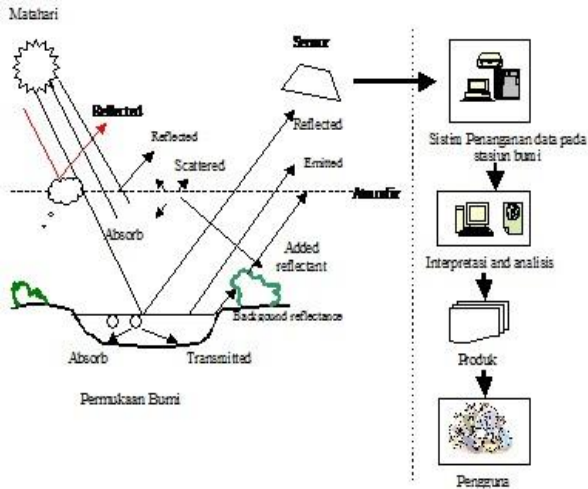 Matahari
Sensor
Reflected
Reflected
Reflected
Scattered
Emitted
Atmosfir
Absorb
Added
reflectant
Backgound reflectance
Absorb
Transmitted
Permukaan Bumi
Sistim Penanganan data pada
stasiun bumi
Interpretasi and analisis
Produk
Pengguna